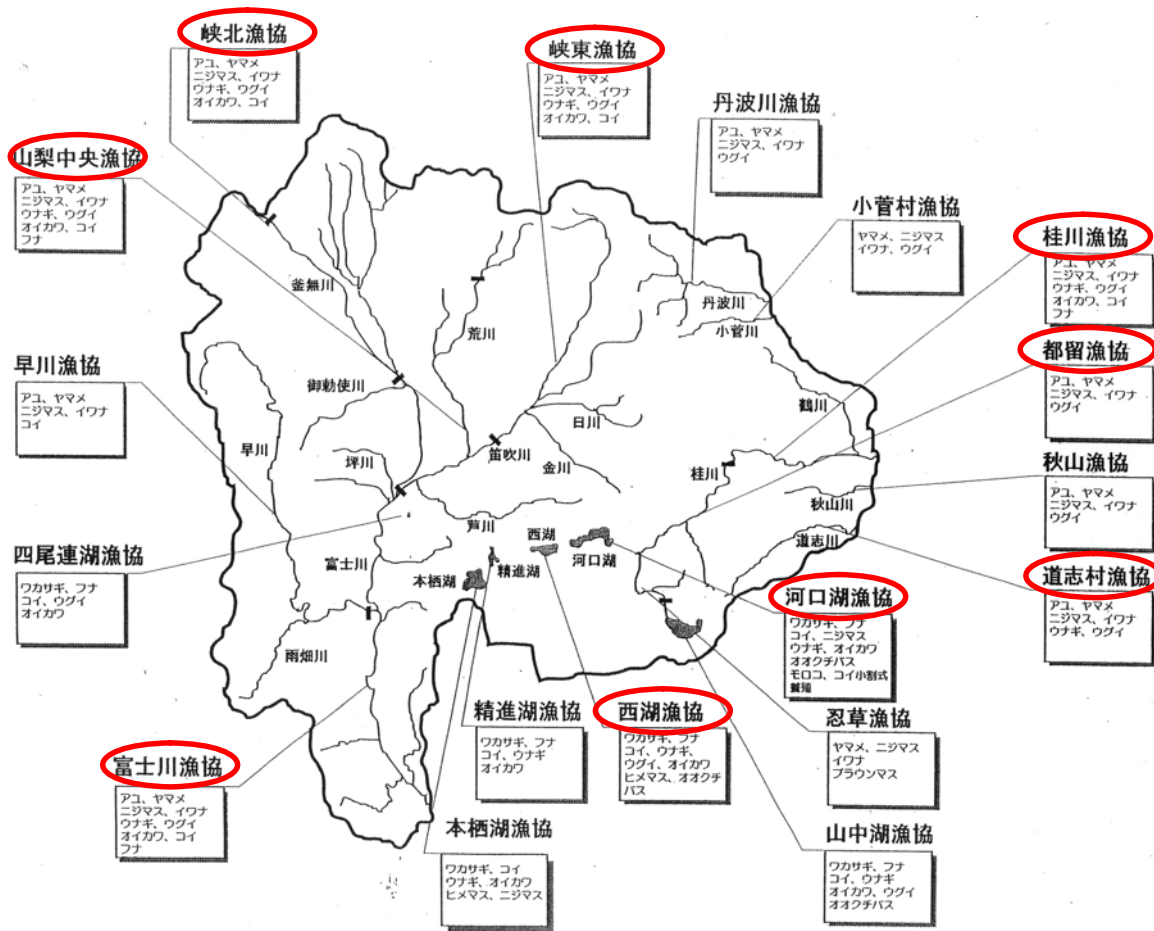 峡北漁協
アユ、ヤマメ
ニジマス、イワナ
ウナギ、ウグイ
オイカワ、コイ
峡東漁協
アユ、ヤマメ
ニジマス、イワナ
ウナギ、ウグイ
オイカワ、コイ
丹波川漁協
アユ、ヤマメ
ニジマス、イワナ
ウグイ
山梨中央漁協
アユ、ヤマメ
ニジマス、イワナ
ウナギ、ウグイ
オイカワ、コイ
フナ
小菅村漁協
ヤマメ、ニジマス
イワナ、ウグイ
桂川漁協
アユ、ヤマメ
ニジマス、イワナ
ウナギ、ウグイ
オイカワ、コイ
フナ
釜無川
荒川
丹波川
小菅川
都留漁協
アユ、ヤマメ
ニジマス、イワナ
ウグイ
早川漁協
アユ、ヤマメ
ニジマス、イワナ
コイ
御勅使川
日川
鶴川
早川
坪川
笛吹川
金川
桂川
秋山漁協
アユ、ヤマメ
ニジマス、イワナ
ウグイ
秋山川
芦川
西湖
河口湖
道志川
四尾連湖漁協
ワカサギ、フナ
コイ、ウグイ
オイカワ
富士川
本栖湖
精進湖
道志村漁協
アユ、ヤマメ
ニジマス、イワナ
ウナギ、ウグイ
河口湖漁協
ワカサギ、フナ
コイ、ニジマス
ウナギ、オイカワ
オオクチバス
モロコ、コイ小割式
養殖
雨畑川
精進湖漁協
ワカサギ、フナ
コイ、ウナギ
オイカワ
西湖漁協
ワカサギ、フナ
コイ、ウナギ、
ウグイ、オイカワ
ヒメマス、オオクチ
バス
忍草漁協
ヤマメ、ニジマス
イワナ
ブラウンマス
富士川漁協
アユ、ヤマメ
ニジマス、イワナ
ウナギ、ウグイ
オイカワ、コイ
フナ
本栖湖漁協
ワカサギ、コイ
ウナギ、オイカワ
ヒメマス、ニジマス
山中湖漁協
ワカサギ、フナ
コイ、ウナギ
オイカワ、ウグイ
オオクチバス